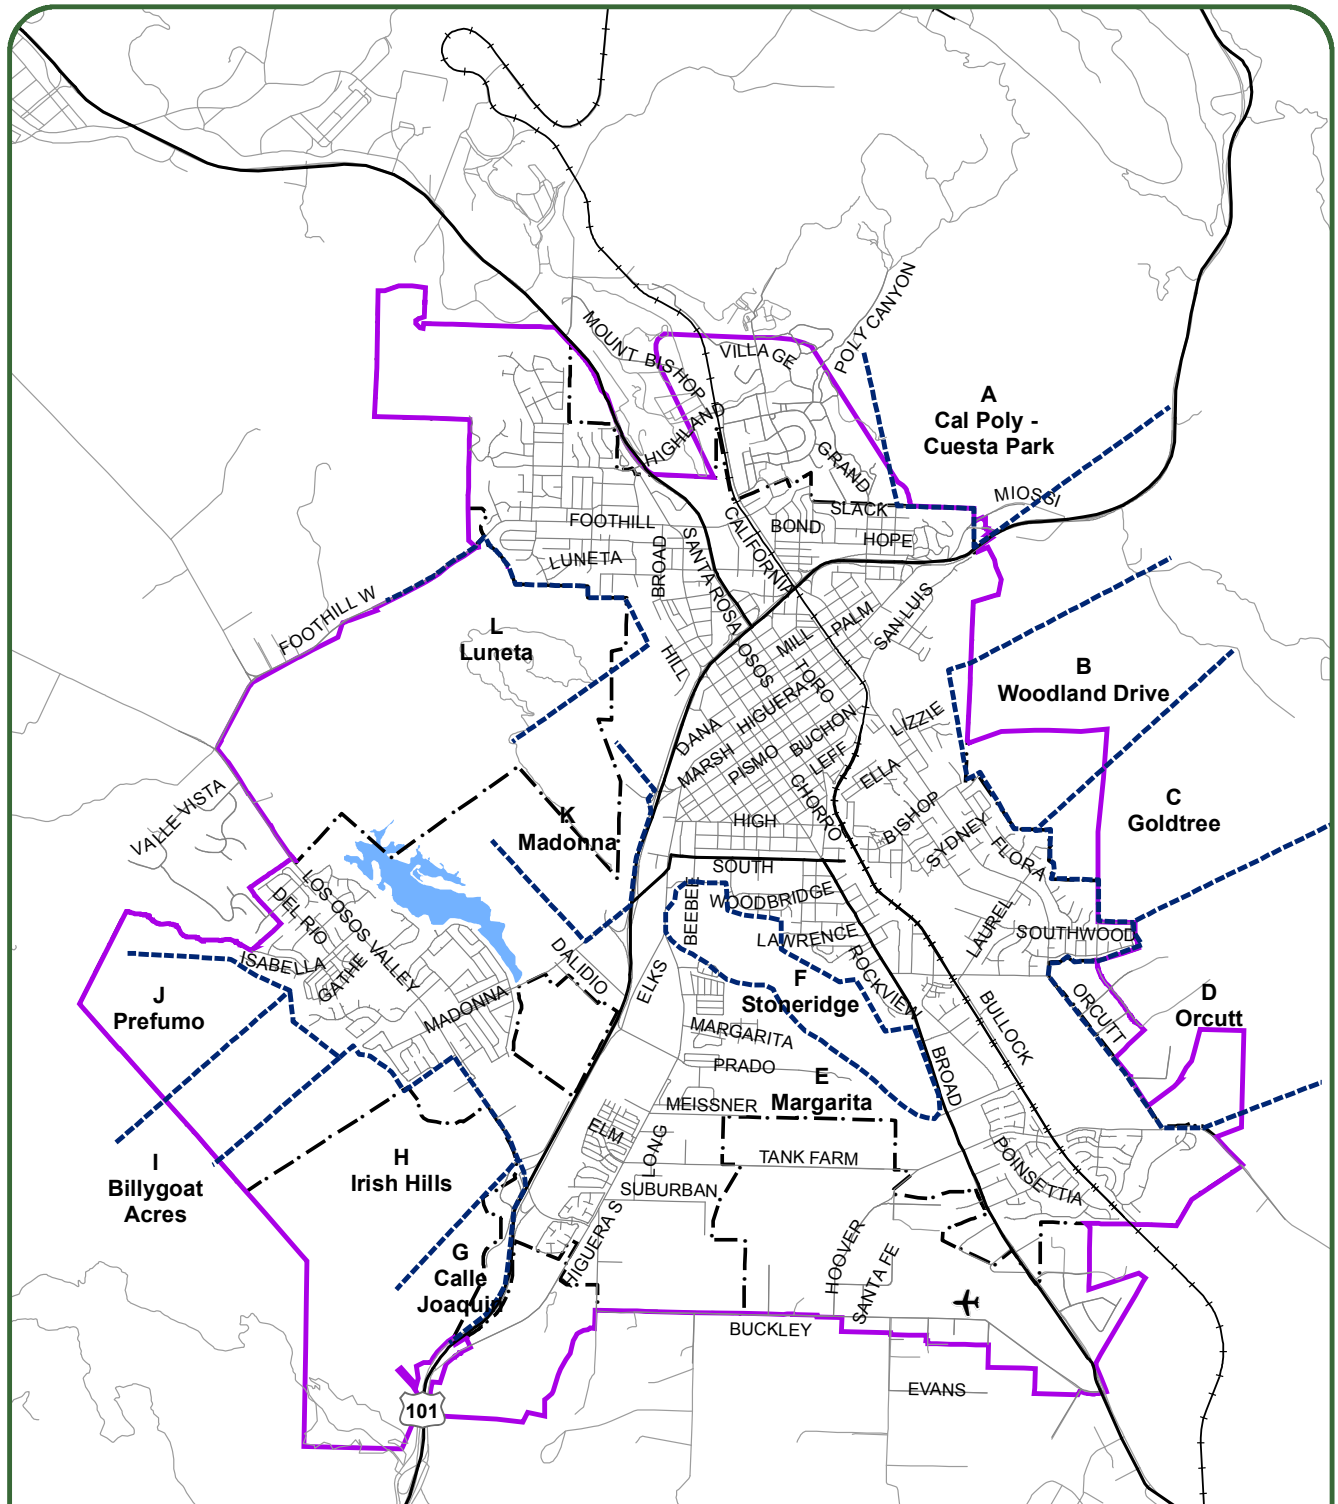 POLY CANYON
MOUNT BISHOP
VILLAGE
A
Cal Poly -
Cuesta Park
HIGHLAND
GRAND
MIOSSI
SLACK
FOOTHILL
BOND
HOPE
CALIFORNIA
LUNETA
BROAD
SANTA ROSA
FOOTHILL W
PALM
SAN LUIS
MILL
L
Luneta
HILL
OSOS
TORO
B
Woodland Drive
HIGUERA
DANA
BUCHON
LIZZIE
MARSH
PISMO
LEFF
ELLA
VALLE VISTA
CHORRO
C
Goldtree
K
Madonna
HIGH
BISHOP
SYDNEY
FLORA
SOUTH
LOS OSOS VALLEY
DEL RIO
BEEBEE
WOODBRIDGE
LAUREL
SOUTHWOOD
LAWRENCE
ISABELLA
GATHE
DALIDIO
ELKS
ROCKVIEW
F
Stoneridge
J
Prefumo
MADONNA
ORCUTT
D
Orcutt
BULLOCK
MARGARITA
PRADO
BROAD
E
Margarita
MEISSNER
ELM
LONG
TANK FARM
POINSETTIA
I
Billygoat
Acres
H
Irish Hills
SUBURBAN
HIGUERA S
HOOVER
SANTA FE
G
Calle
Joaquin
BUCKLEY
EVANS
101